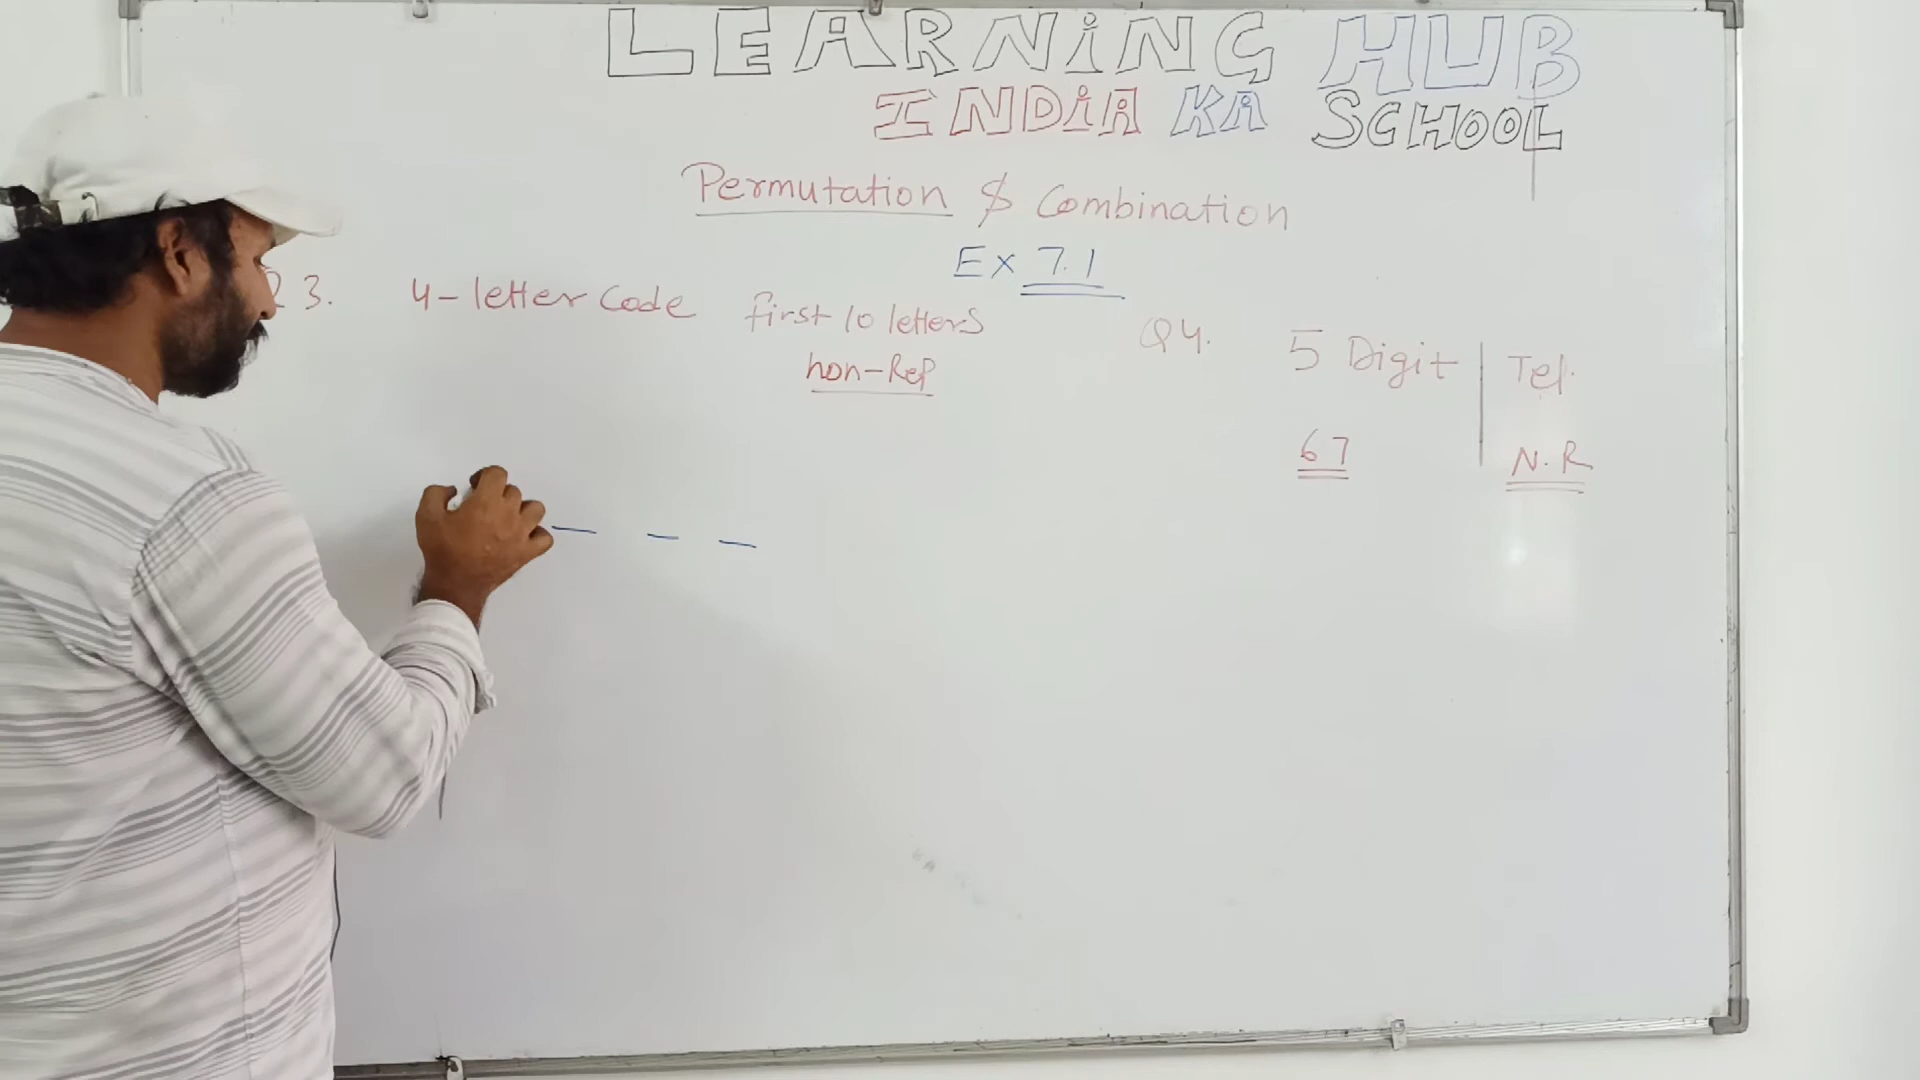 LEARNING HUB
INDIA KA SCHOOL
Permutation & Combination
Ex 7.1
Q3. 4-letter Code first 10 letters
non-Rep
Q4. 5 Digit | Tel.
67 N.R